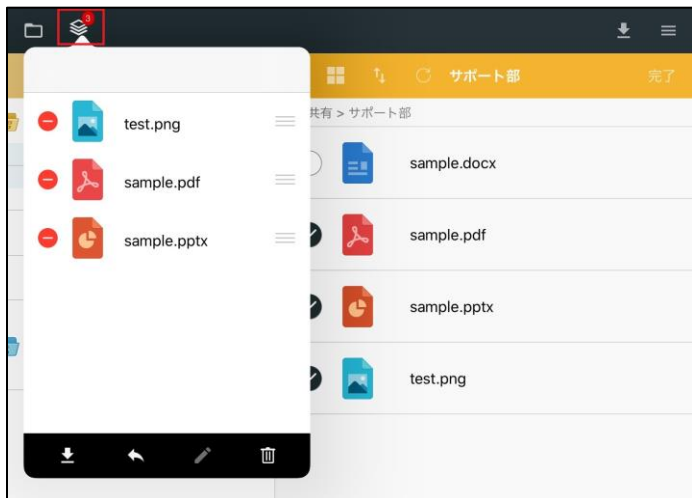 3
サポート部
完了
test.png
sample.pdf
sample.pptx
共有 > サポート部
sample.docx
sample.pdf
sample.pptx
test.png